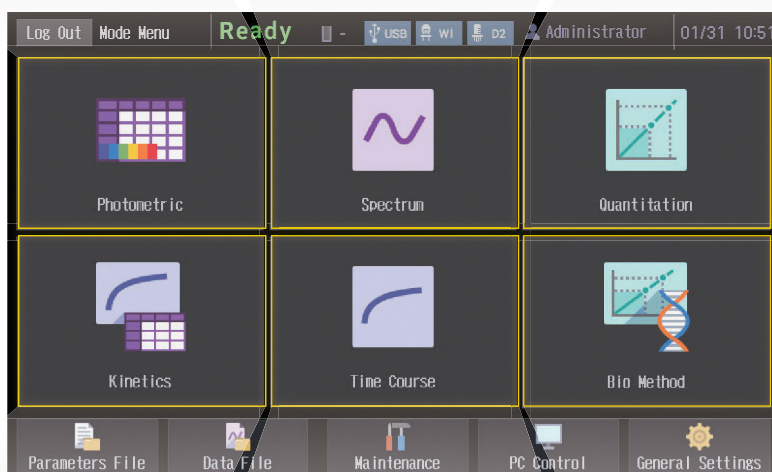 Log Out Mode Menu Ready - USB WI D2 Administrator 01/31 10:51
Photometric Spectrum Quantitation
Kinetics Time Course Bio Method
Parameters File Data File Maintenance PC Control General Settings